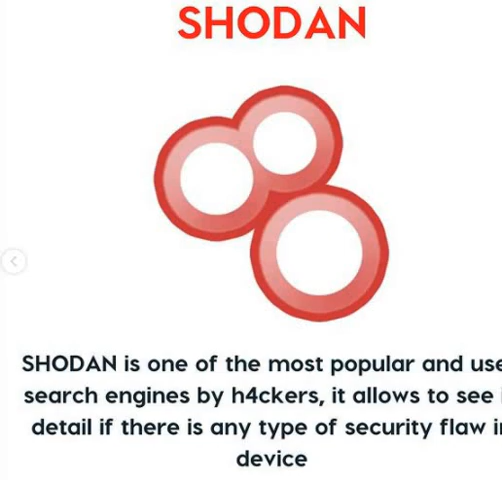 SHODAN
SHODAN is one of the most popular and use
search engines by h4ckers, it allows to see
detail if there is any type of security flaw
device